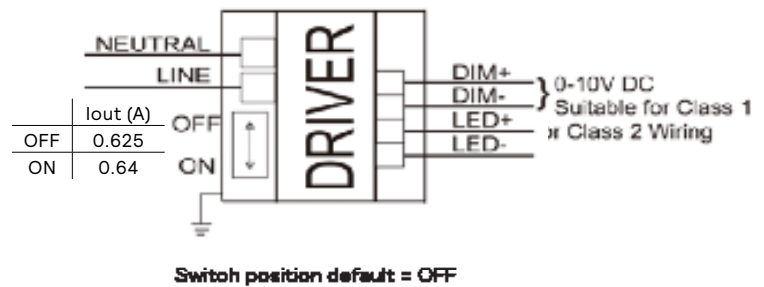 NEUTRAL
LINE
Iout (A)
OFF 0.625
ON 0.64
OFF
ON
DRIVER
DIM+
DIM-
LED+
LED-
0-10V DC
Suitable for Class 1
or Class 2 Wiring
Switch position default = OFF